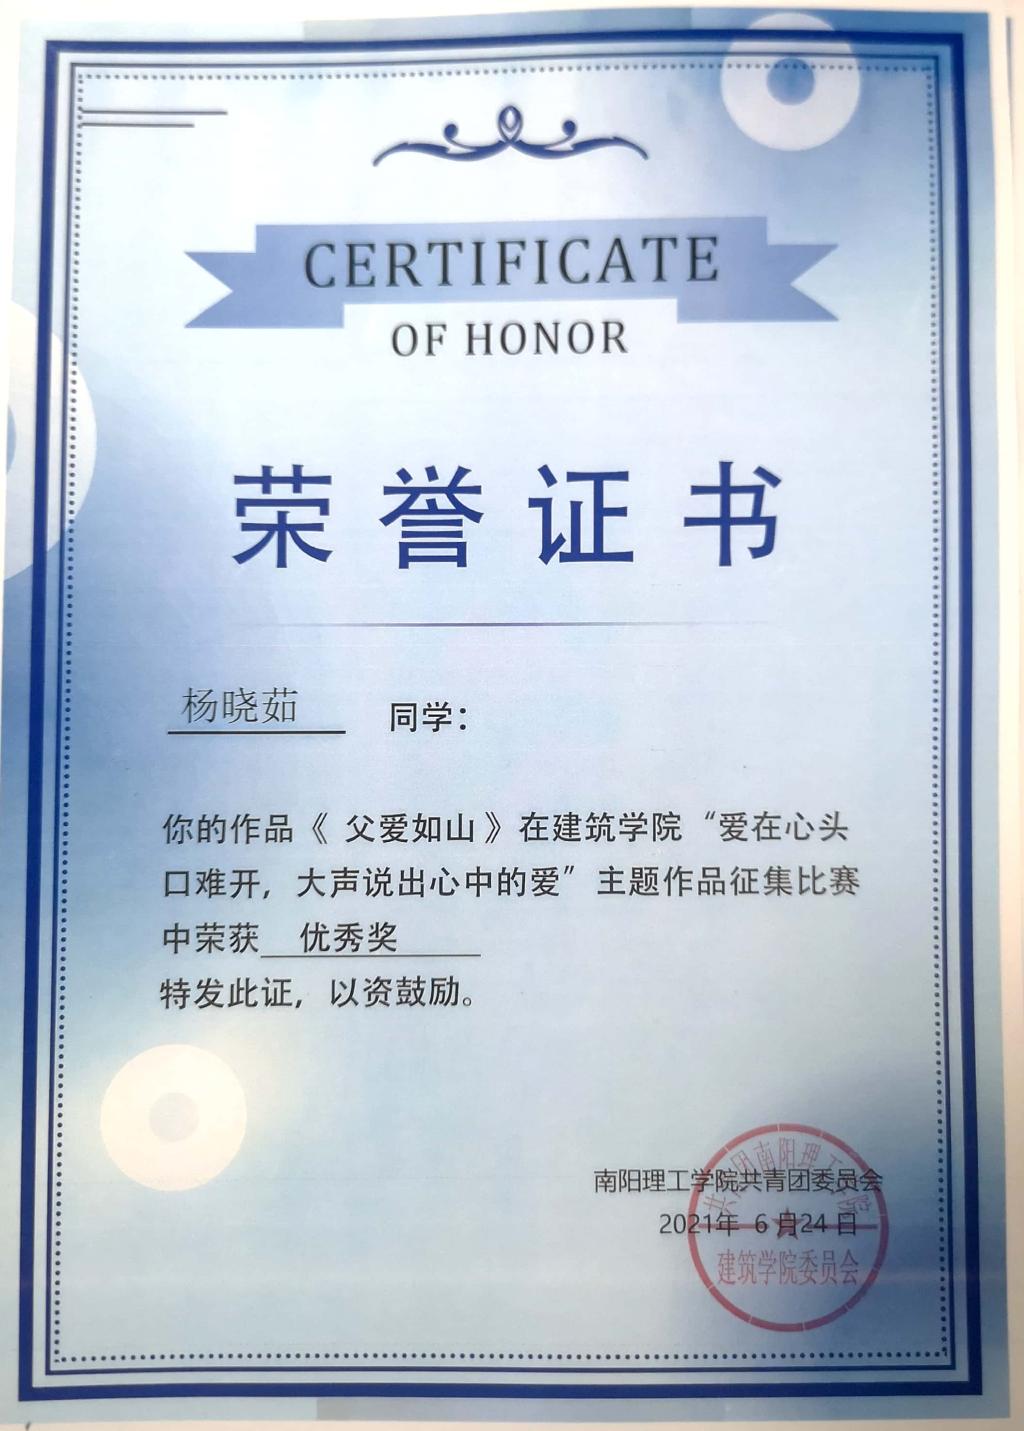 CERTIFICATE
OF HONOR
荣誉证书
杨晓茹 同学：
你的作品《 父爱如山 》在建筑学院“爱在心头
口难开，大声说出心中的爱”主题作品征集比赛
中荣获 优秀奖
特发此证，以资鼓励。
南阳理工学院共青团委员会
2021年 6 月24 日
建筑学院委员会